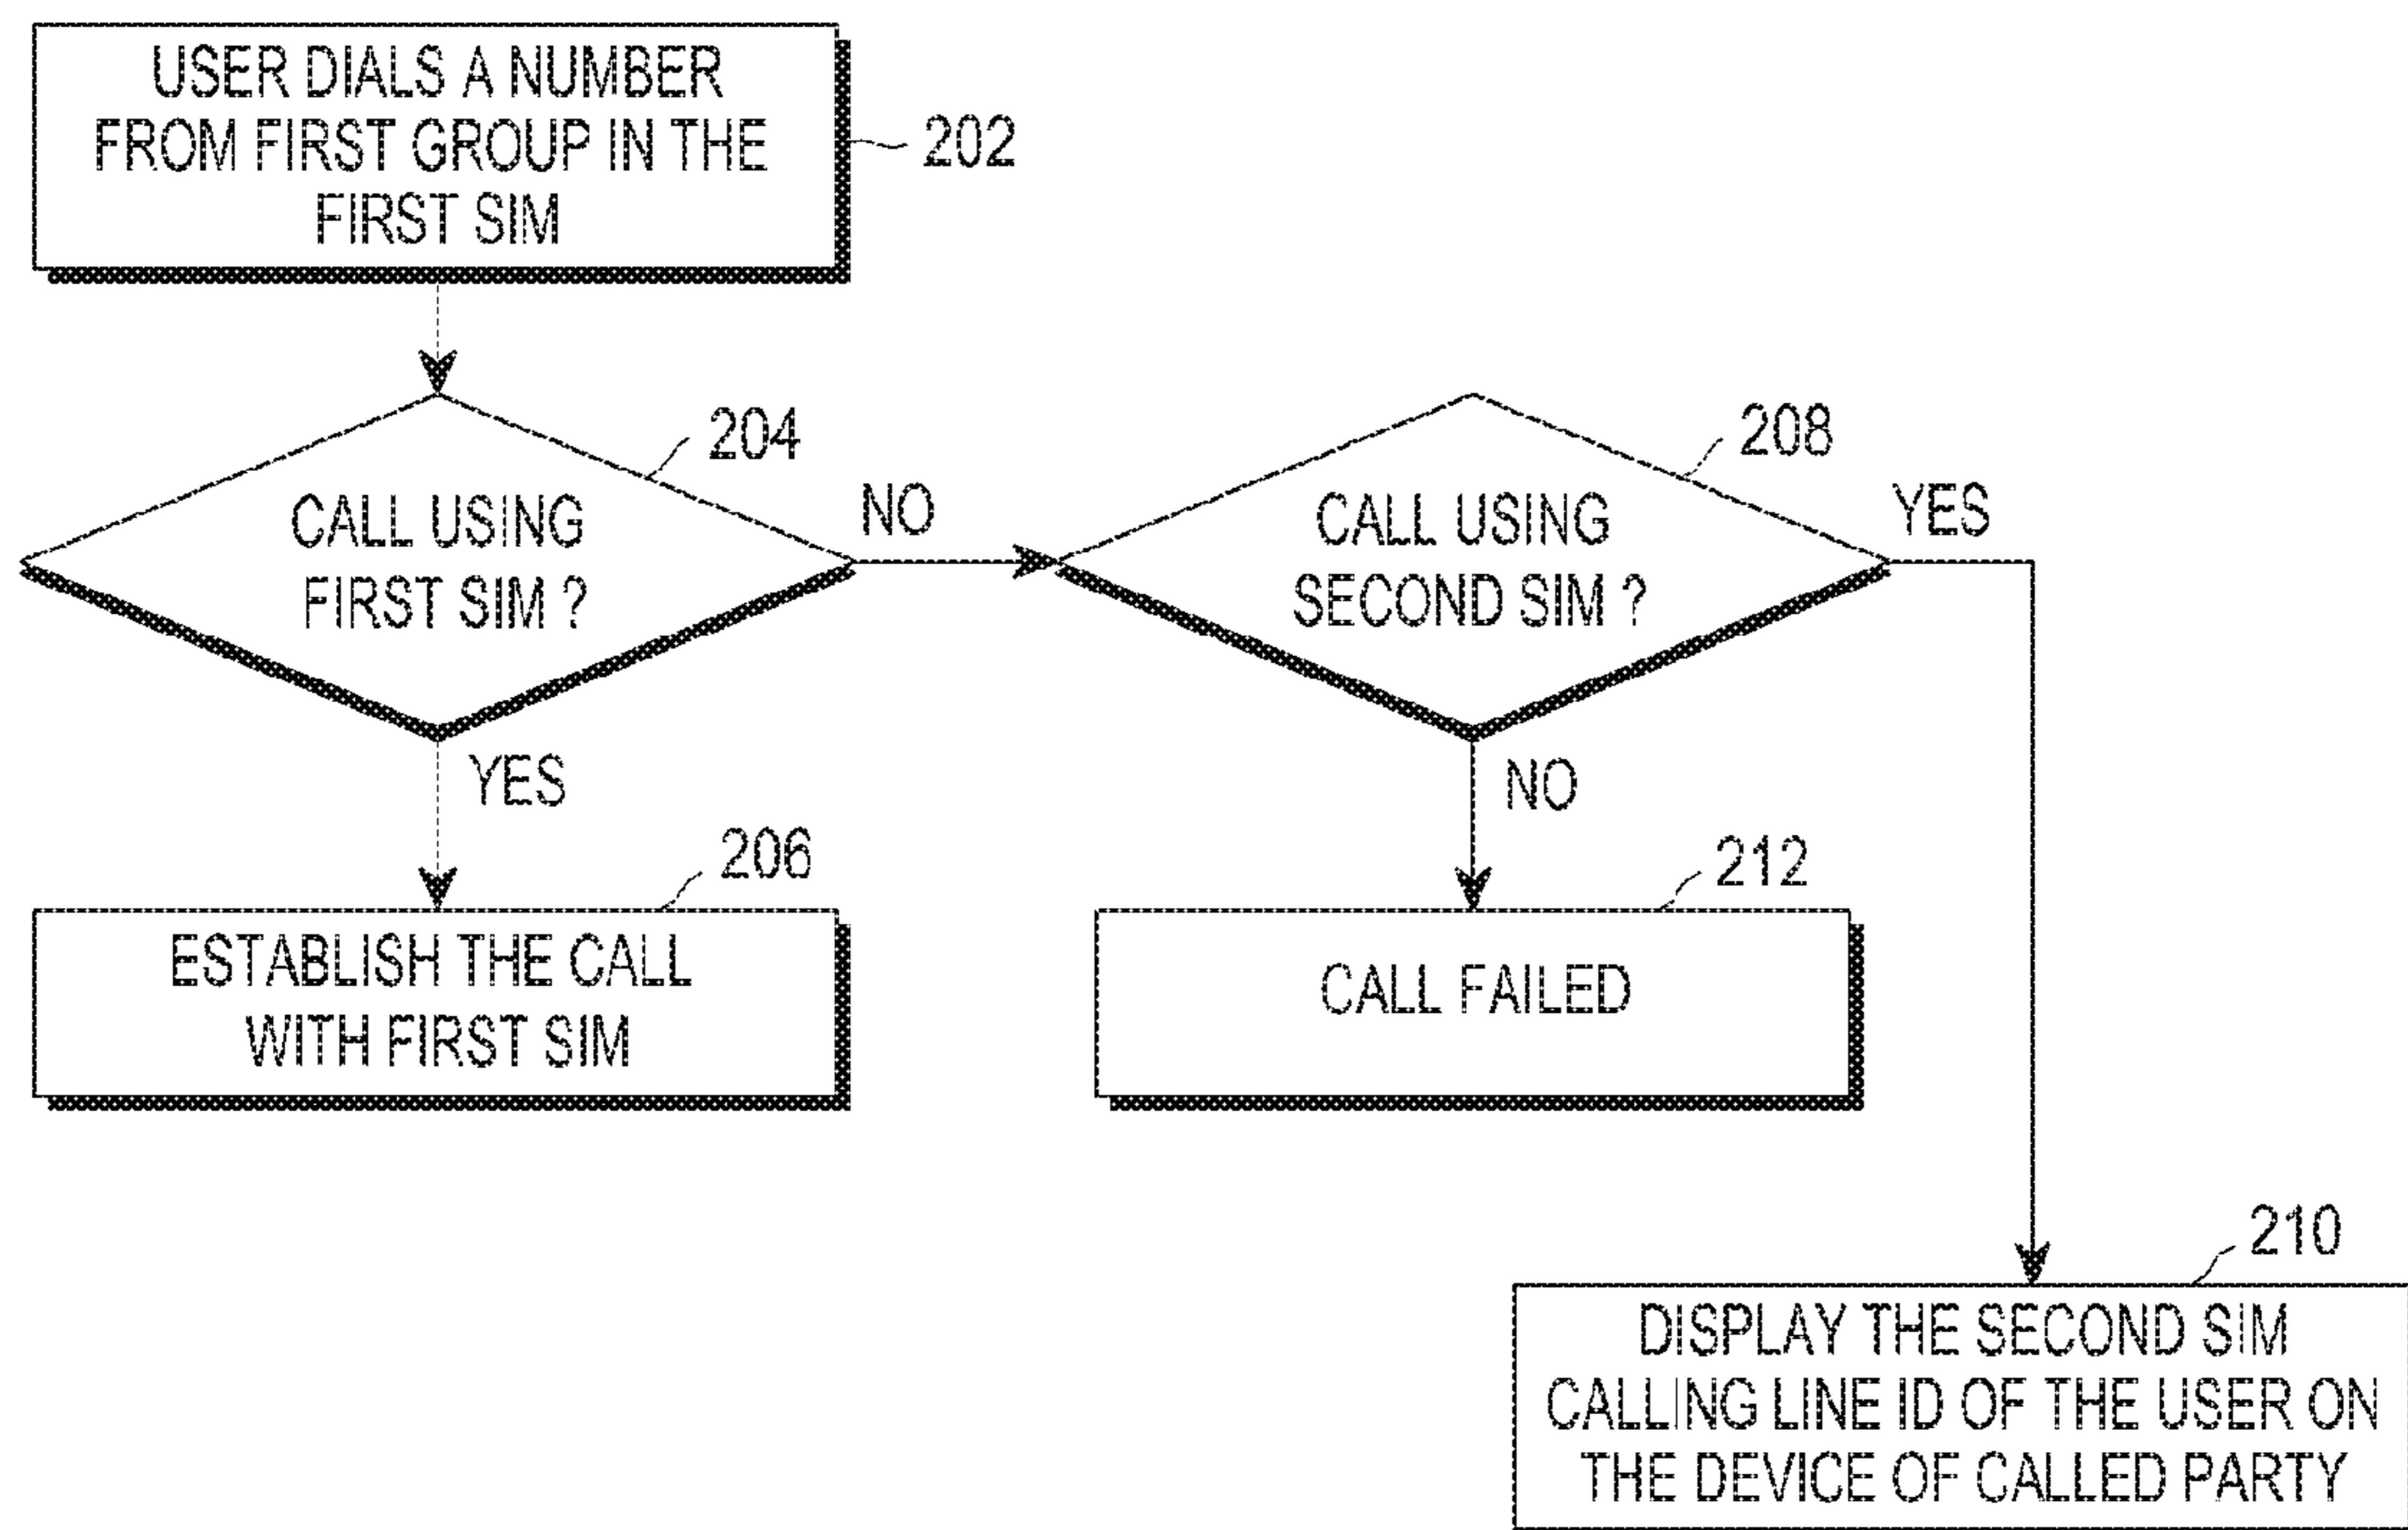 USER DIALS A NUMBER
FROM FIRST GROUP IN THE
FIRST SIM
202
204
CALL USING
FIRST SIM ?
NO
208
CALL USING
SECOND SIM ?
YES
YES
NO
206
ESTABLISH THE CALL
WITH FIRST SIM
212
CALL FAILED
210
DISPLAY THE SECOND SIM
CALLING LINE ID OF THE USER ON
THE DEVICE OF CALLED PARTY